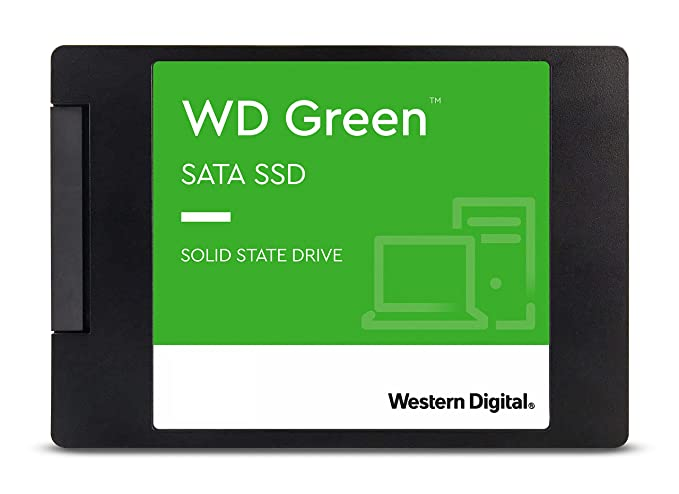 WD Green™
SATA SSD
SOLID STATE DRIVE
Western Digital®